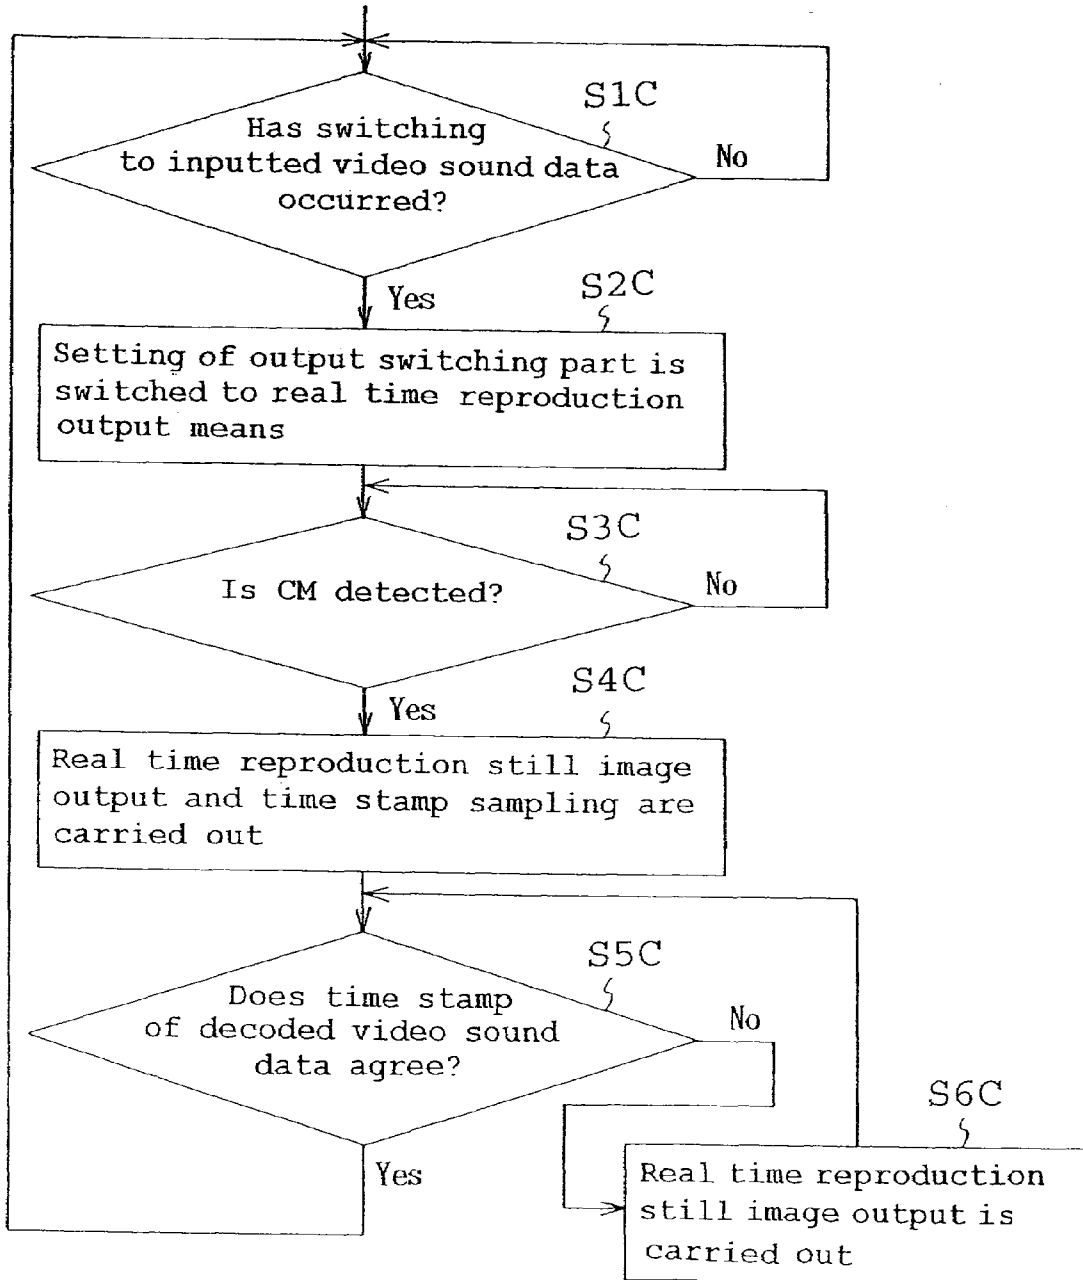 S1C
Has switching
to inputted video sound data
occurred?
No
Yes
S2C
Setting of output switching part is
switched to real time reproduction
output means
S3C
Is CM detected?
No
Yes
S4C
Real time reproduction still image
output and time stamp sampling are
carried out
S5C
Does time stamp
of decoded video sound
data agree?
No
Yes
S6C
Real time reproduction
still image output is
carried out